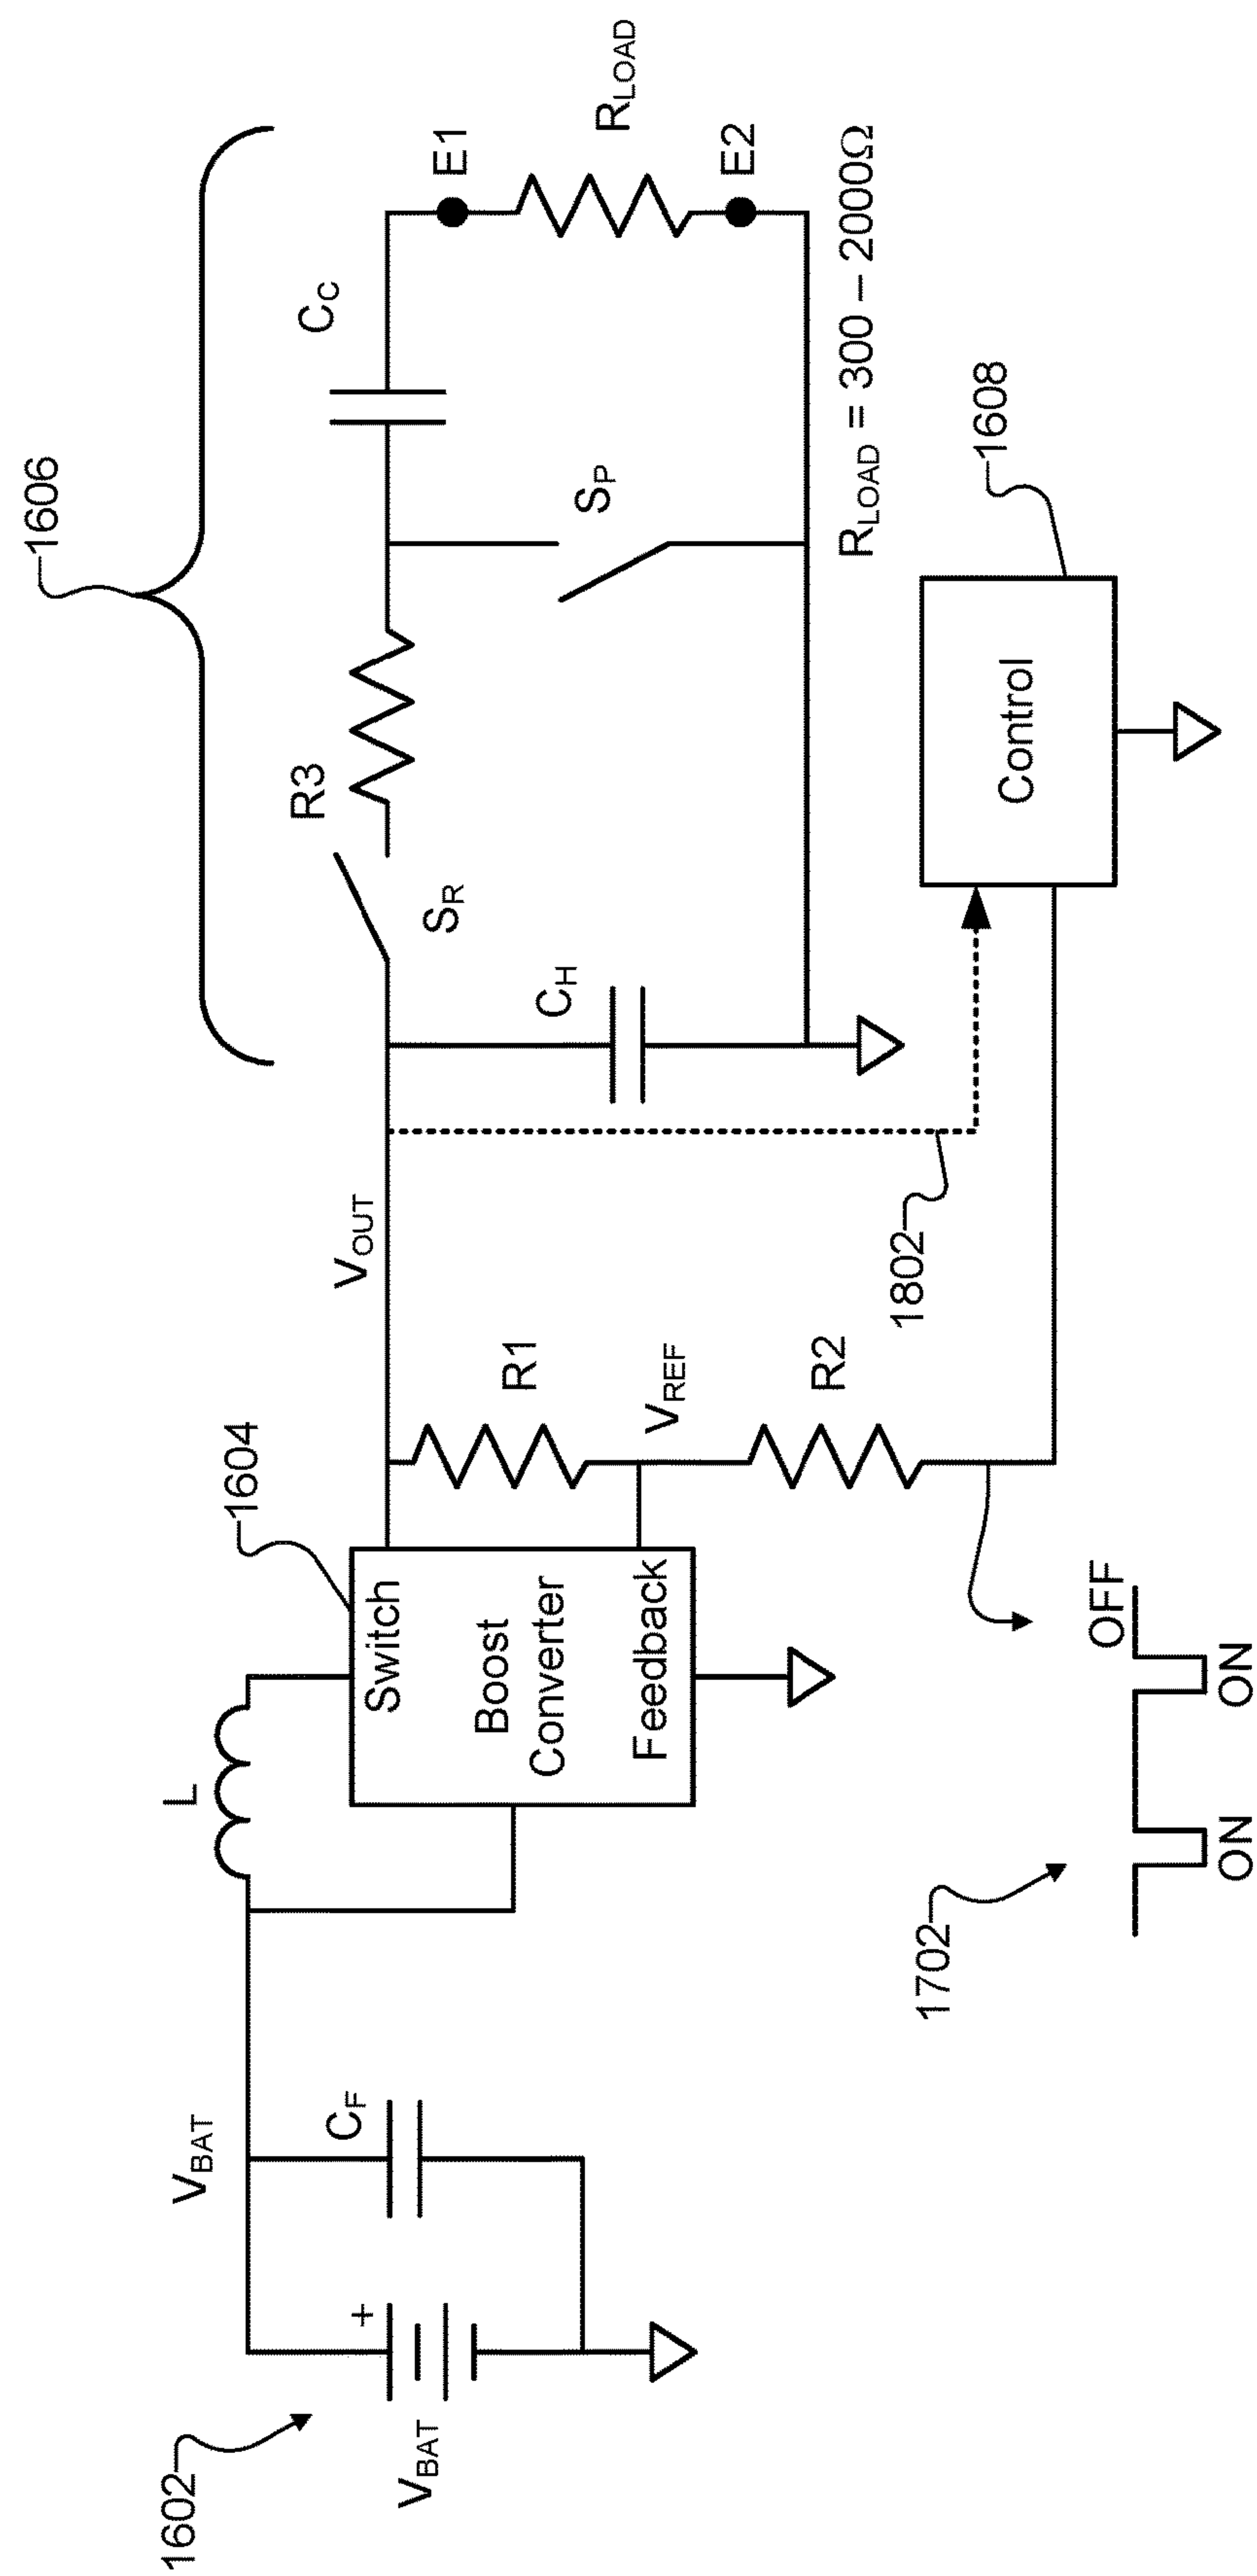 1606
1604
L
V_BAT
1602
V_BAT
+
C_F
Switch
Boost
Converter
Feedback
V_OUT
R1
V_REF
R2
C_H
S_R
R3
S_P
C_C
E1
R_LOAD
E2
R_LOAD = 300 – 2000Ω
1802
Control
1608
1702
OFF
ON
ON